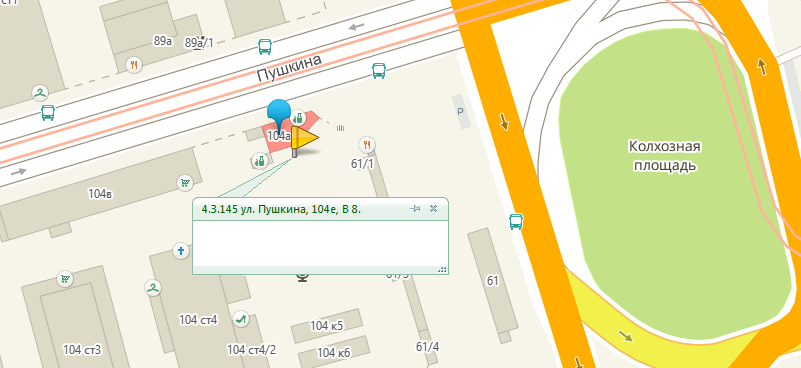 ст1
89а
89а/1
Пушкина
P
104а
Колхозная
площадь
61/1
104в
4.3.145 ул. Пушкина, 104е, В 8.
61
104 ст4
104 к5
104 ст3
104 ст4/2
104 к6
61/4